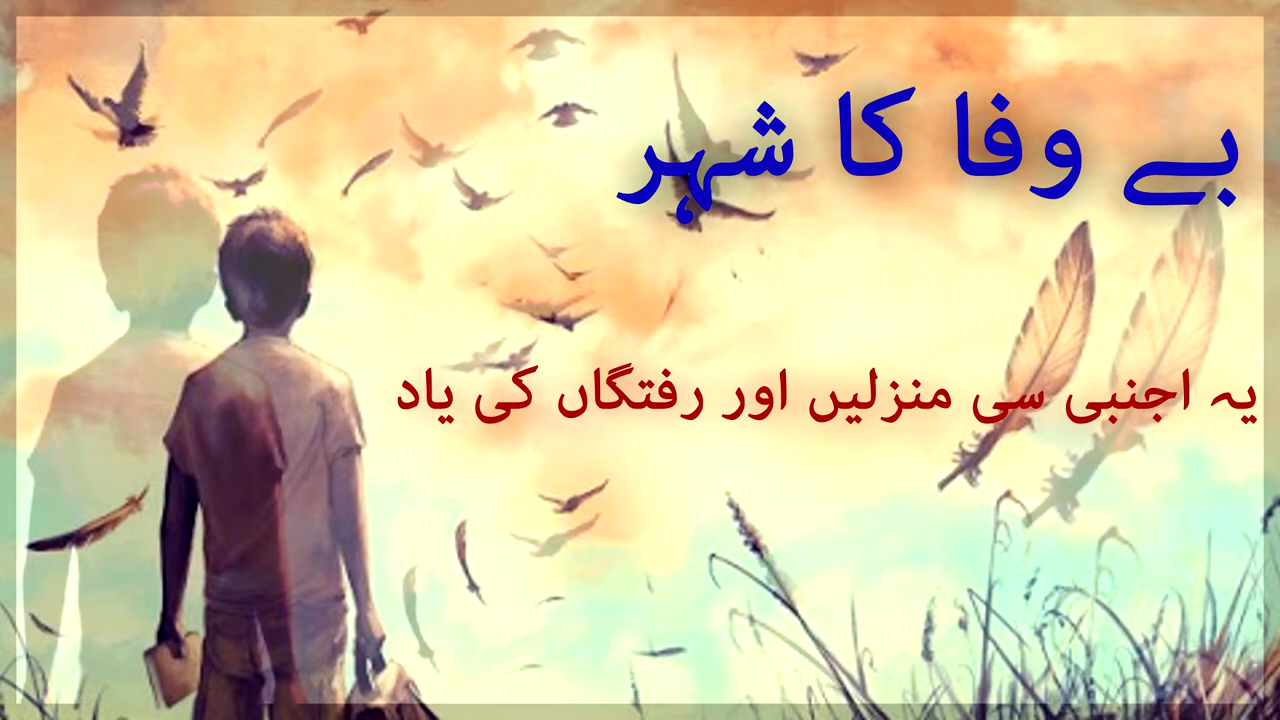 بے وفا کا شہر
یہ اجنبی سی منزلیں اور رفتگاں کی یاد